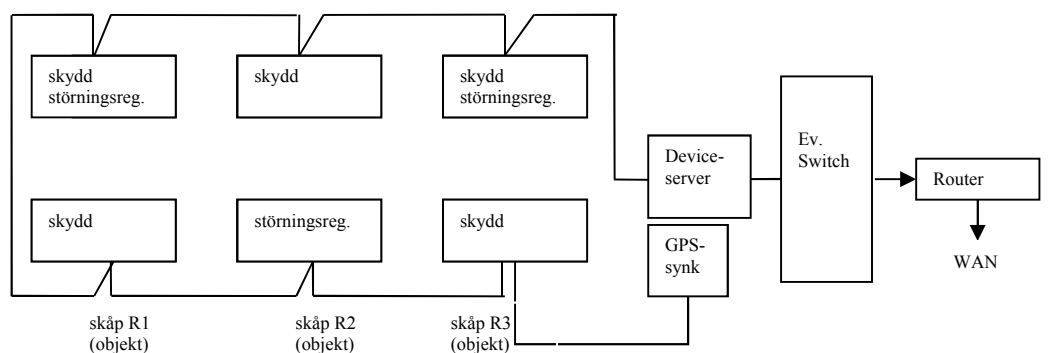 skydd
störningsreg.
skydd
skydd
störningsreg.
Device-
server
Ev.
Switch
Router
skydd
störningsreg.
skydd
GPS-
synk
WAN
skåp R1
(objekt)
skåp R2
(objekt)
skåp R3
(objekt)